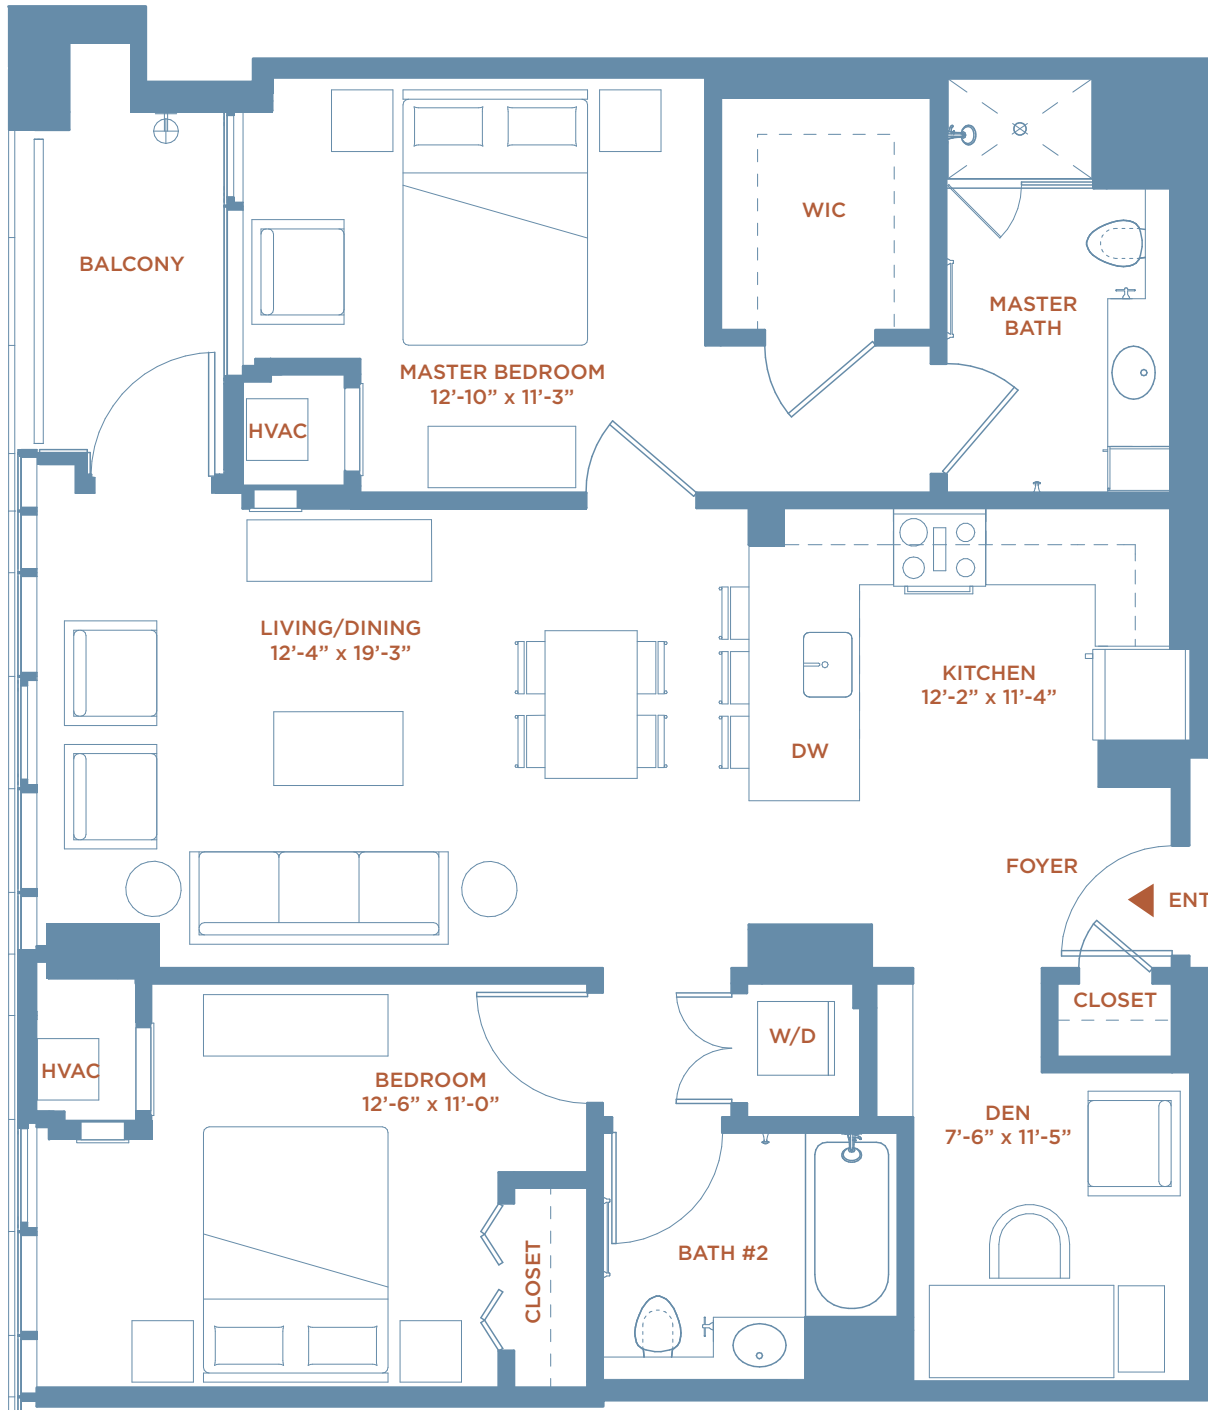 WIC
BALCONY
MASTER
BATH
MASTER BEDROOM
12’-10” x 11’-3”
HVAC
LIVING/DINING
12’-4” x 19’-3”
KITCHEN
12’-2” x 11’-4”
DW
FOYER
ENT
CLOSET
W/D
HVAC
BEDROOM
12’-6” x 11’-0”
DEN
7’-6” x 11’-5”
BATH #2
CLOSET